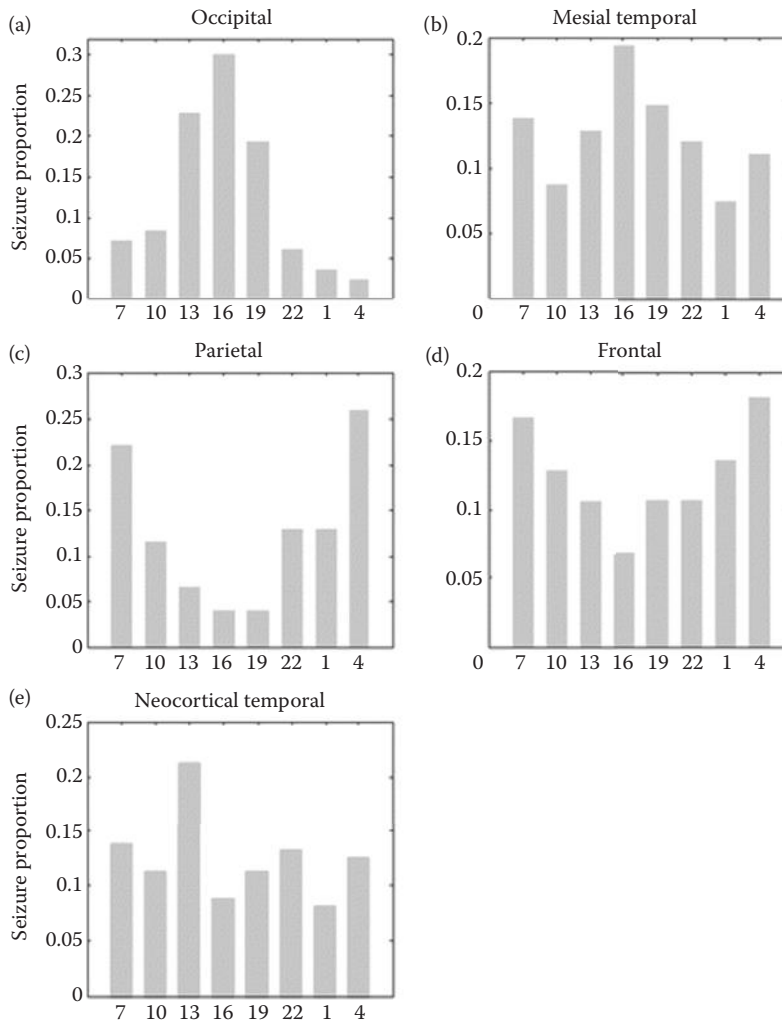 (a)
Occipital
Seizure proportion
0.3
0.25
0.2
0.15
0.1
0.05
0
7 10 13 16 19 22 1 4
(b)
Mesial temporal
0.2
0.15
0.1
0.05
0 7 10 13 16 19 22 1 4
(c)
Parietal
Seizure proportion
0.3
0.25
0.2
0.15
0.1
0.05
0
7 10 13 16 19 22 1 4
(d)
Frontal
0.2
0.15
0.1
0.05
0 7 10 13 16 19 22 1 4
(e)
Neocortical temporal
Seizure proportion
0.25
0.2
0.15
0.1
0.05
0
7 10 13 16 19 22 1 4